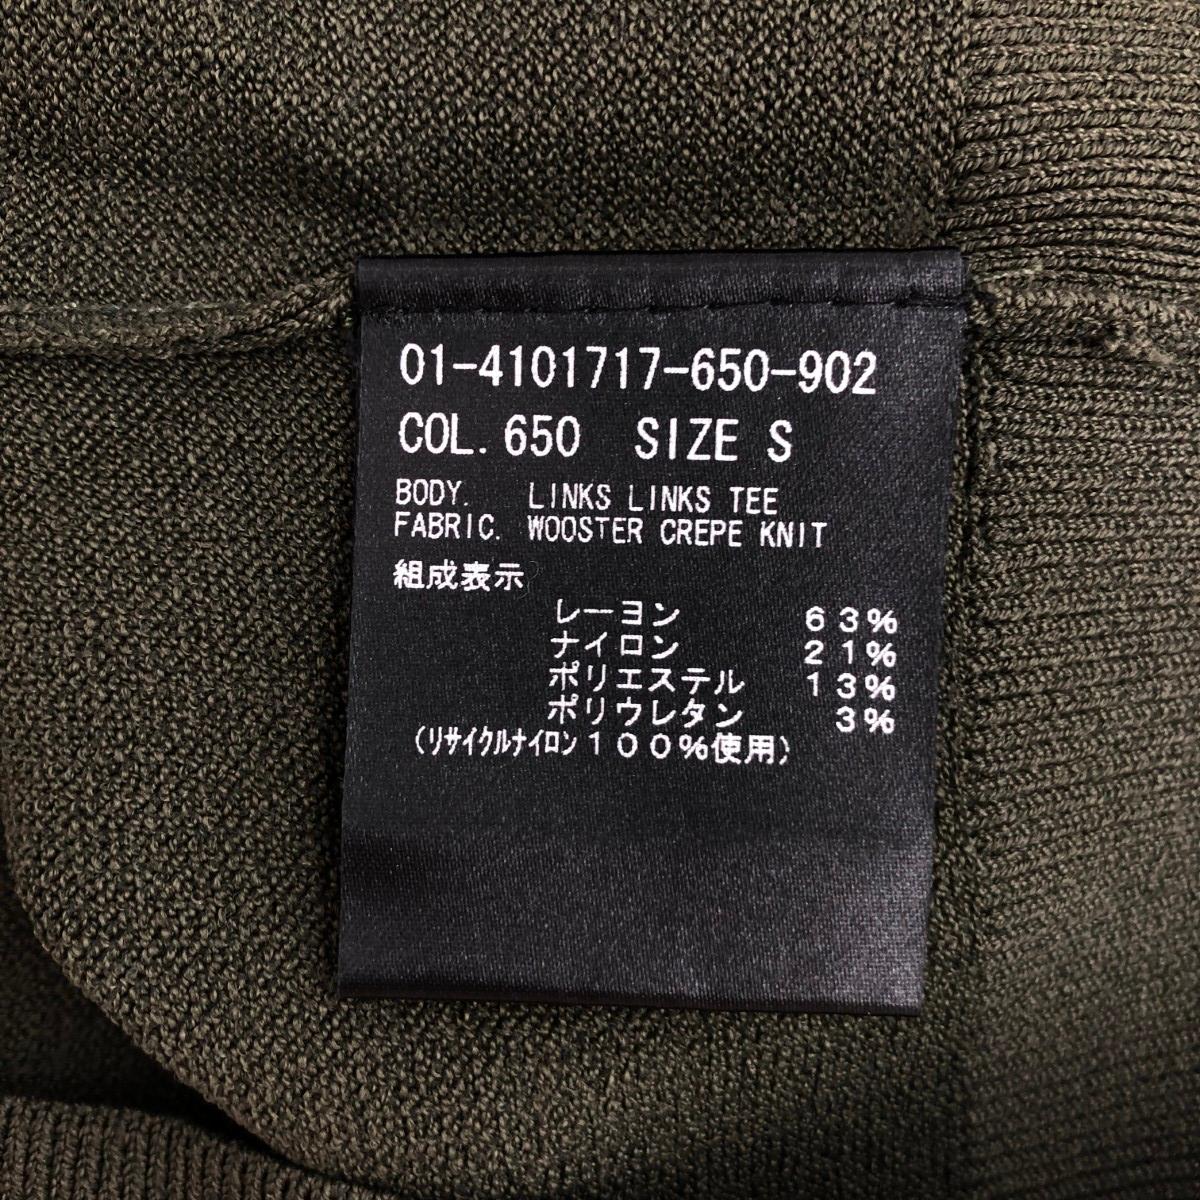 01-4101717-650-902
COL. 650 SIZE S
BODY. LINKS LINKS TEE
FABRIC. WOOSTER CREPE KNIT
組成表示
レーヨン 63%
ナイロン 21%
ポリエステル 13%
ポリウレタン 3%
(リサイクルナイロン100%使用)